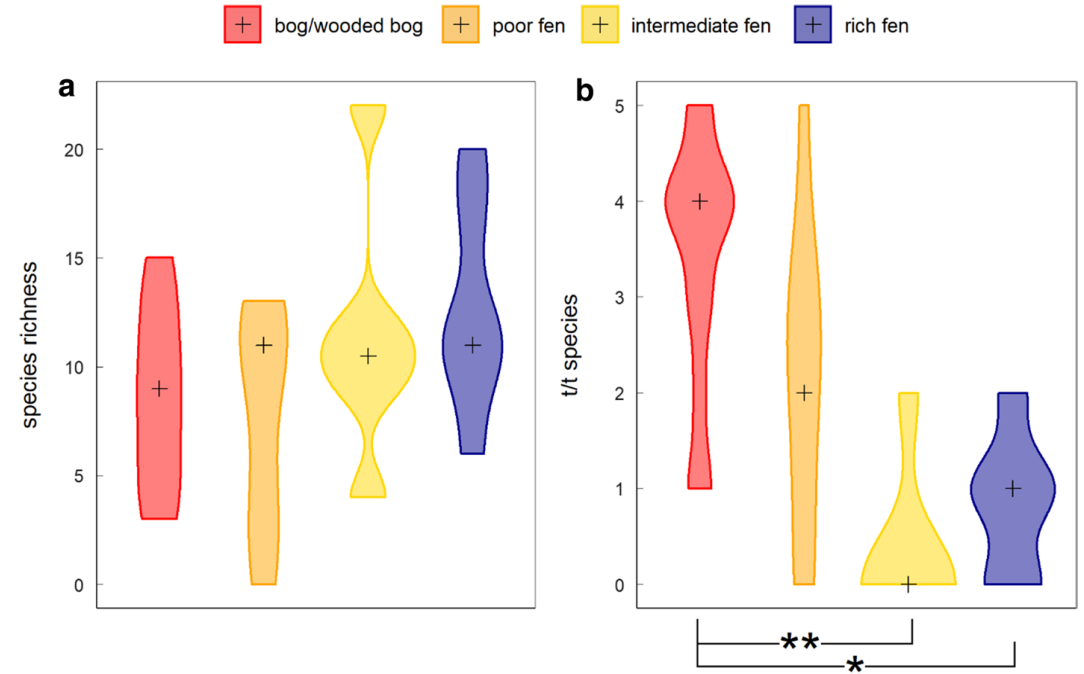 bog/wooded bog poor fen intermediate fen rich fen
a
b
species richness
20
15
10
5
0
t/t species
5
4
3
2
1
0
**
*